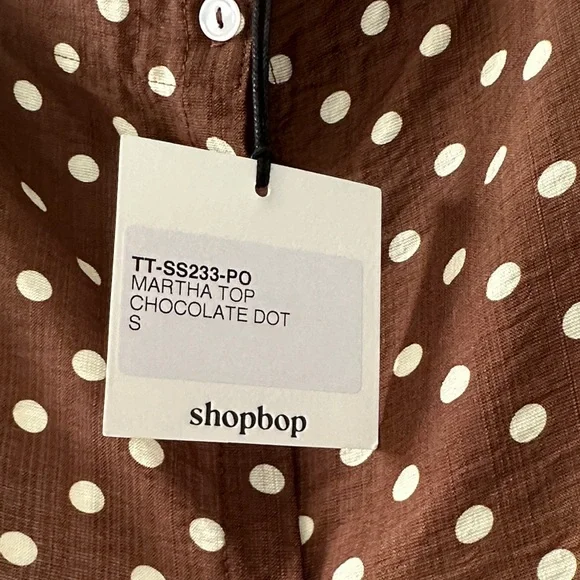 TT-SS233-PO
MARTHA TOP
CHOCOLATE DOT
S
shopbop